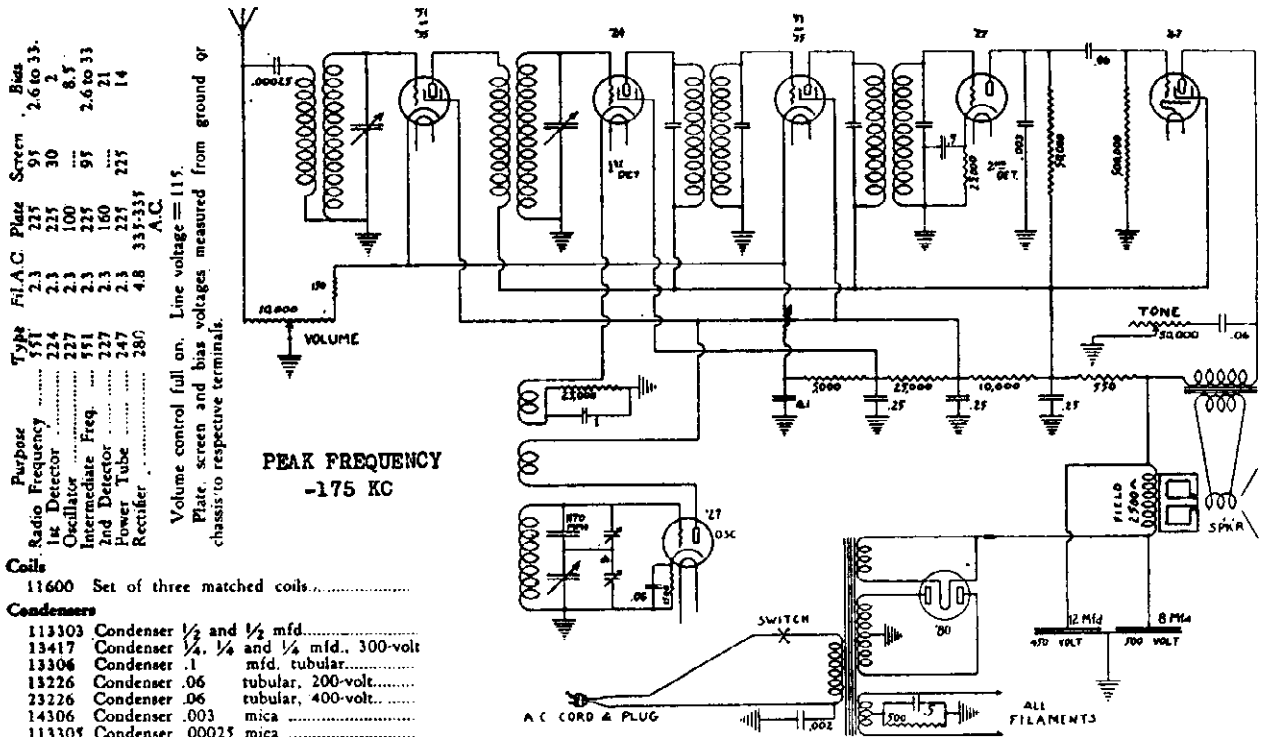 Purpose Type Fil.A.C. Plate Screen Bias
Radio Frequency ........ 551 2.3 225 95 2.6 to 33.
1st Detector ........ 224 2.3 225 30 2
Oscillator ........ 227 2.3 100 .... 8.5
Intermediate Freq. .... 551 2.3 225 95 2.6 to 33
2nd Detector ........ 227 2.3 160 .... 21
Power Tube ........ 247 2.3 225 225 14
Rectifier ........ 280 4.8 335-335
A.C.
Volume control full on. Line voltage = 115.
Plate, screen and bias voltages measured from ground or
chassis to respective terminals.
'24
'27
.00025
1st
DET
.003
2nd
DET.
25,000
50,000
500,000
.06
150
10,000
VOLUME
TONE
50,000
.06
5000
25,000
10,000
550
.25
.25
.25
25,000
PEAK FREQUENCY
-175 KC
'27
OSC
.06
FIELD
2500
SPK'R
12 Mfd
450 VOLT
8 Mfd
500 VOLT
SWITCH
'80
A C CORD & PLUG
.002
500
.5
ALL
FILAMENTS
Coils
11600 Set of three matched coils................
Condensers
113303 Condenser ½ and ½ mfd................
13417 Condenser ¼, ¼ and ¼ mfd., 300-volt
13306 Condenser .1 mfd. tubular................
13226 Condenser .06 tubular, 200-volt........
23226 Condenser .06 tubular, 400-volt........
14306 Condenser .003 mica ................
113305 Condenser .00025 mica ................